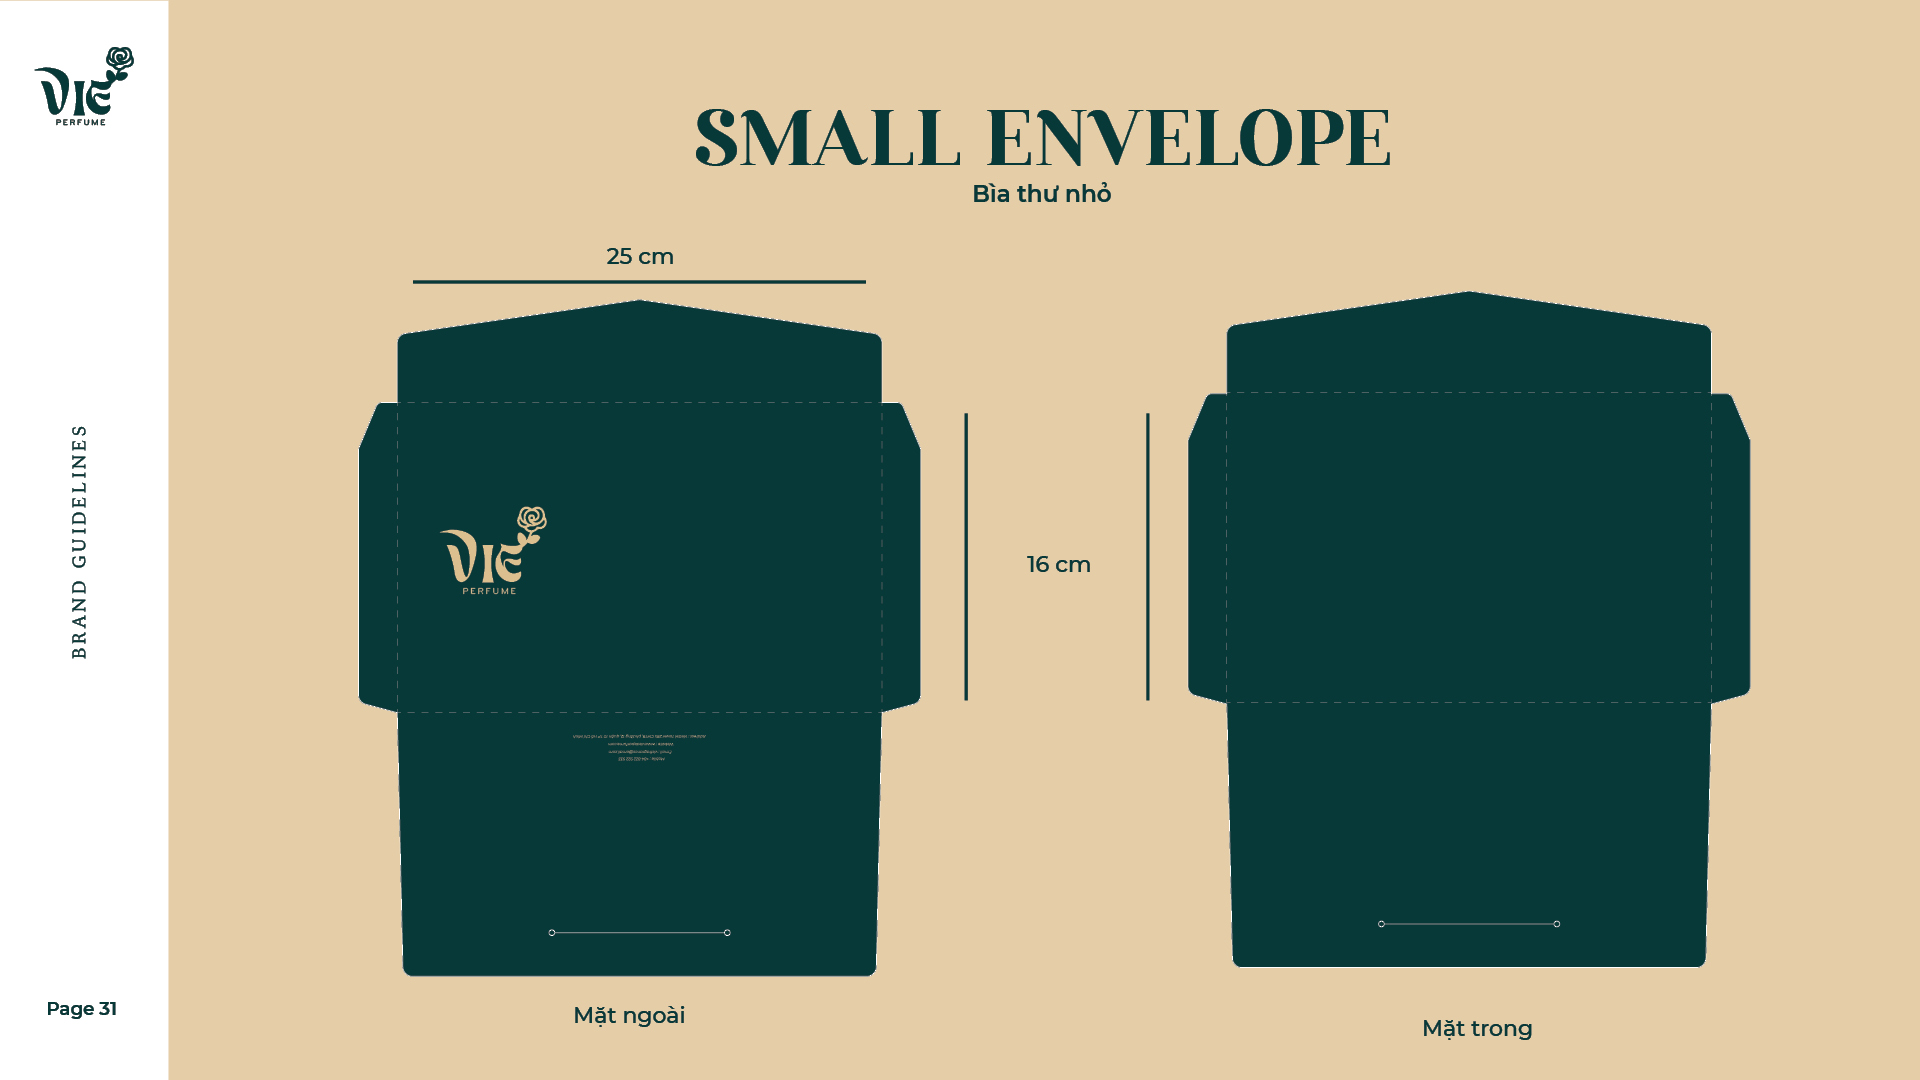 VIE
PERFUME
SMALL ENVELOPE
Bìa thư nhỏ
25 cm
BRAND GUIDELINES
VIE
PERFUME
16 cm
Page 31
Mặt ngoài
Mặt trong